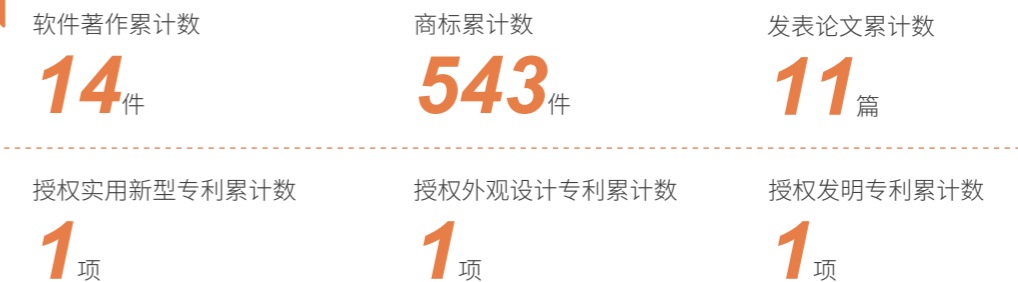 软件著作累计数 商标累计数 发表论文累计数
14件 543件 11篇
授权实用新型专利累计数 授权外观设计专利累计数 授权发明专利累计数
1项 1项 1项